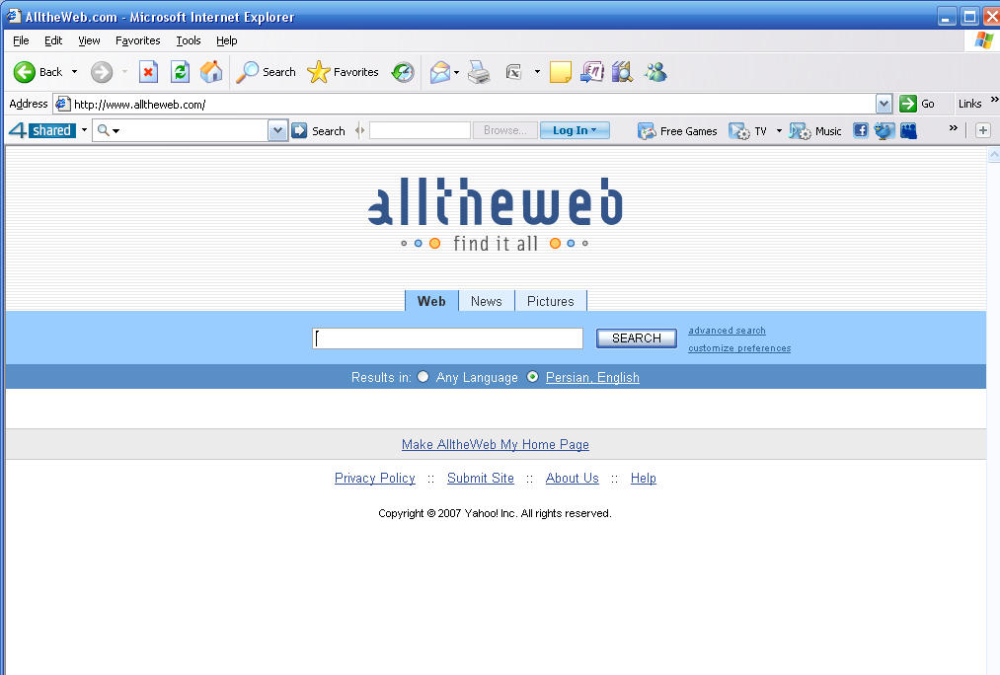 AlltheWeb.com - Microsoft Internet Explorer
File Edit View Favorites Tools Help
Back Search Favorites
Address http://www.alltheweb.com/ Go Links »
4shared Search Browse... Log In Free Games TV Music »
alltheweb
find it all
Web News Pictures
SEARCH advanced search
customize preferences
Results in: Any Language Persian, English
Make AlltheWeb My Home Page
Privacy Policy :: Submit Site :: About Us :: Help
Copyright © 2007 Yahoo! Inc. All rights reserved.